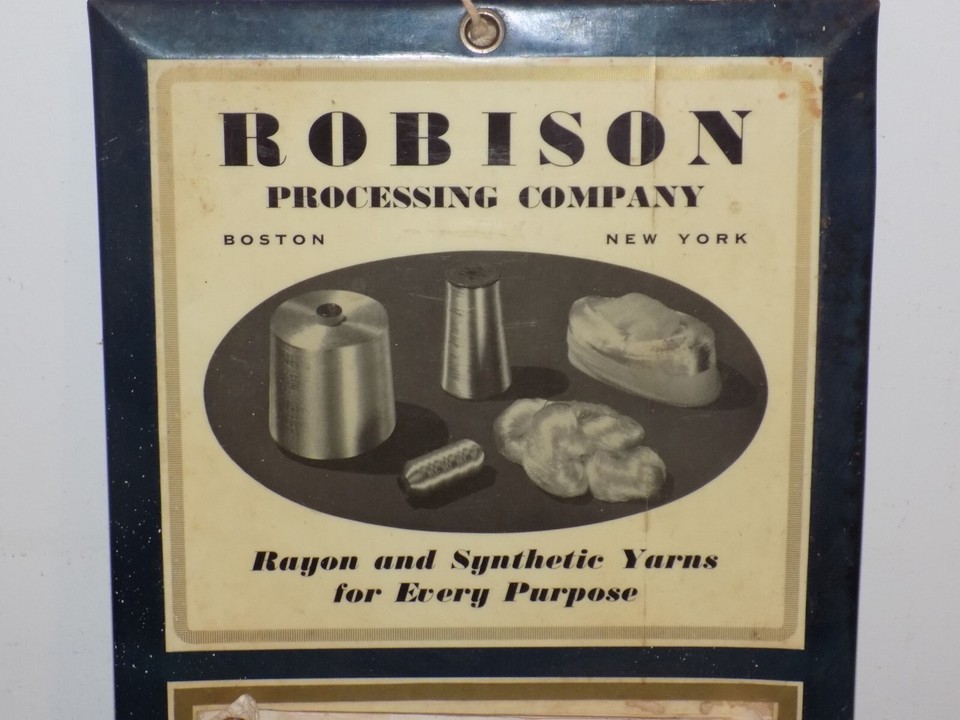 ROBISON
PROCESSING COMPANY
BOSTON NEW YORK
Rayon and Synthetic Yarns
for Every Purpose